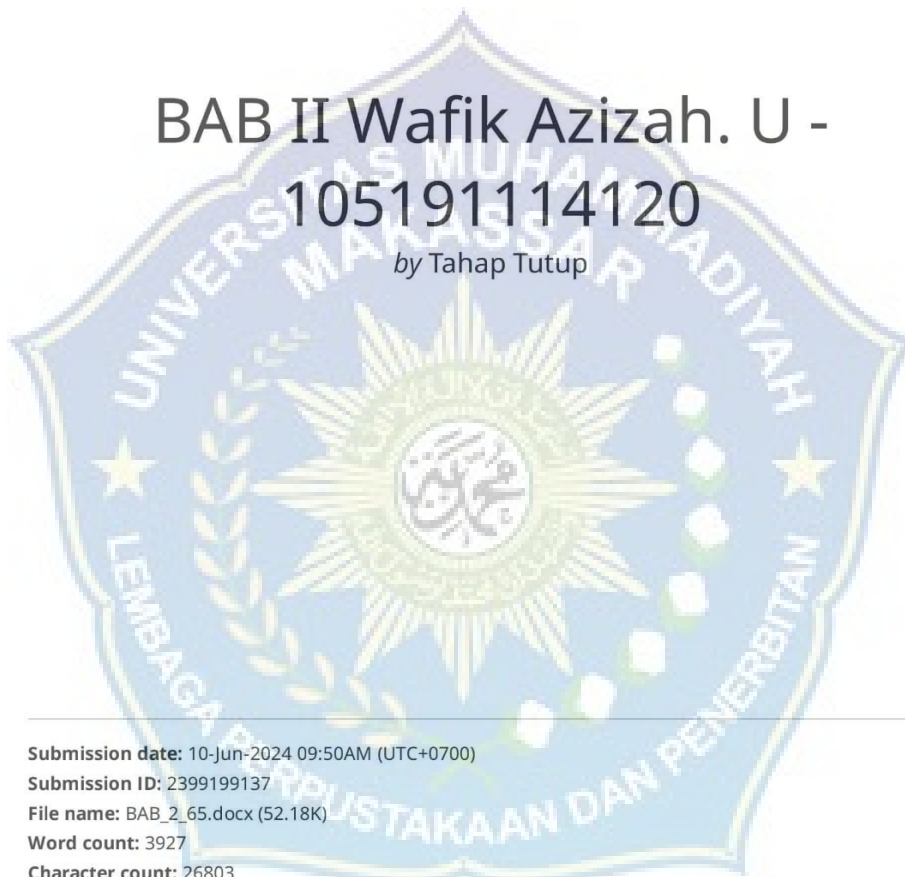 BAB II Wafik Azizah. U -
105191114120
by Tahap Tutup
UNIVERSITAS MUHAMMADIYAH
MAKASSAR
LEMBAGA PERPUSTAKAAN DAN PENERBITAN
Submission date: 10-Jun-2024 09:50AM (UTC+0700)
Submission ID: 2399199137
File name: BAB_2_65.docx (52.18K)
Word count: 3927
Character count: 26803